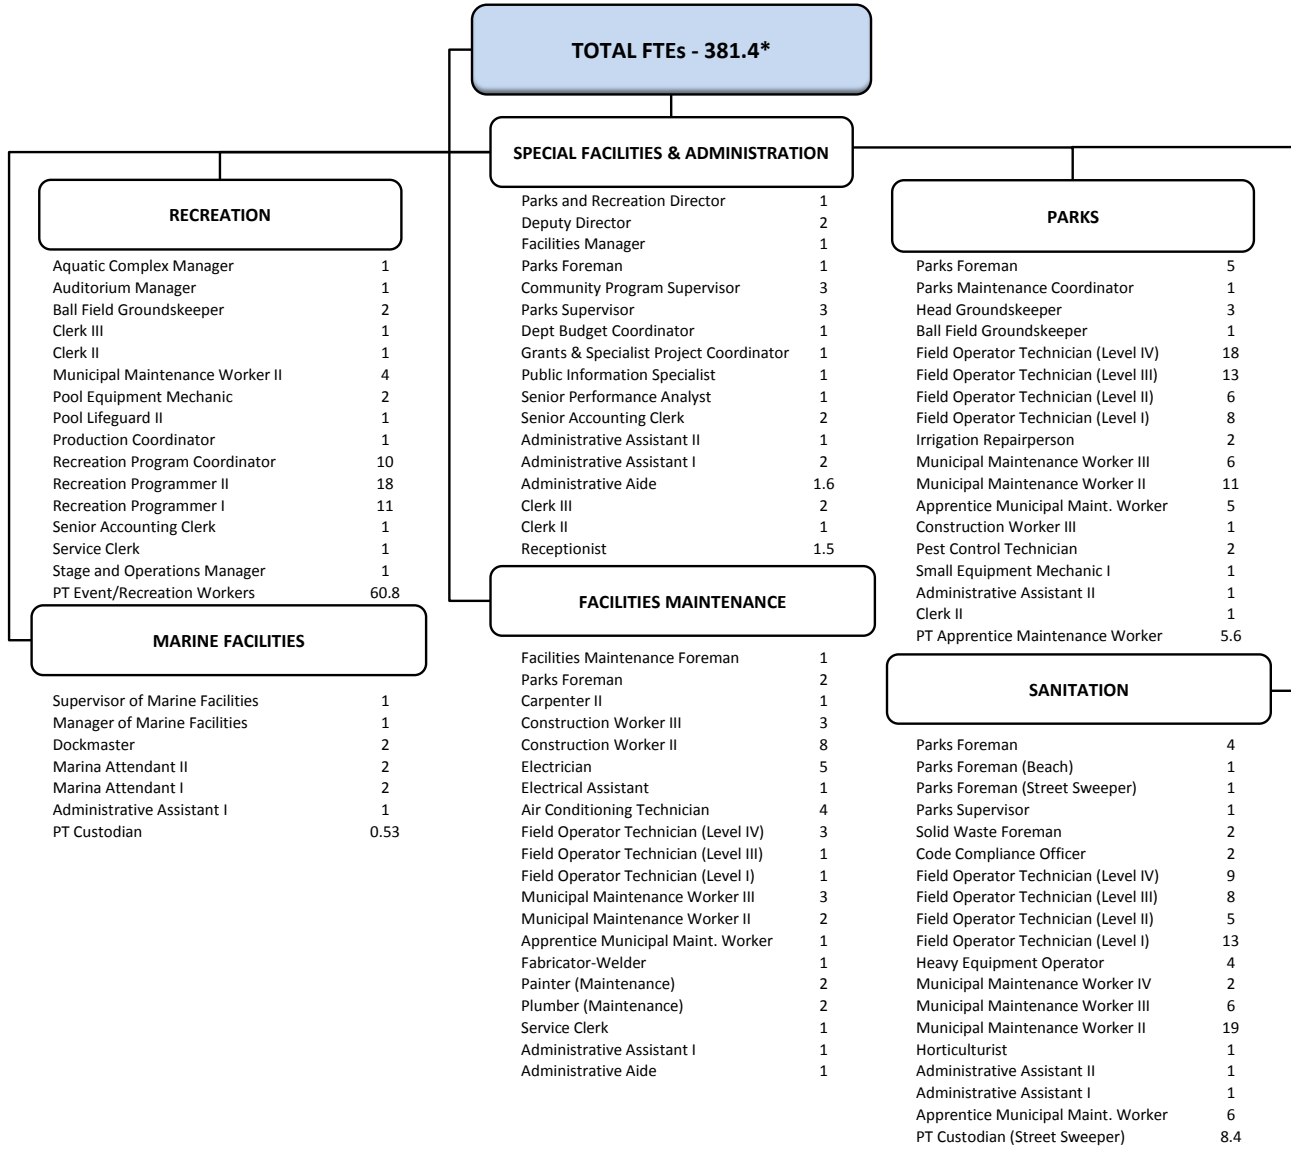 TOTAL FTEs - 381.4*
SPECIAL FACILITIES & ADMINISTRATION
Parks and Recreation Director 1
Deputy Director 2
Facilities Manager 1
Parks Foreman 1
Community Program Supervisor 3
Parks Supervisor 3
Dept Budget Coordinator 1
Grants & Specialist Project Coordinator 1
Public Information Specialist 1
Senior Performance Analyst 1
Senior Accounting Clerk 2
Administrative Assistant II 1
Administrative Assistant I 2
Administrative Aide 1.6
Clerk III 2
Clerk II 1
Receptionist 1.5
RECREATION
Aquatic Complex Manager 1
Auditorium Manager 1
Ball Field Groundskeeper 2
Clerk III 1
Clerk II 1
Municipal Maintenance Worker II 4
Pool Equipment Mechanic 2
Pool Lifeguard II 1
Production Coordinator 1
Recreation Program Coordinator 10
Recreation Programmer II 18
Recreation Programmer I 11
Senior Accounting Clerk 1
Service Clerk 1
Stage and Operations Manager 1
PT Event/Recreation Workers 60.8
MARINE FACILITIES
Supervisor of Marine Facilities 1
Manager of Marine Facilities 1
Dockmaster 2
Marina Attendant II 2
Marina Attendant I 2
Administrative Assistant I 1
PT Custodian 0.53
FACILITIES MAINTENANCE
Facilities Maintenance Foreman 1
Parks Foreman 2
Carpenter II 1
Construction Worker III 3
Construction Worker II 8
Electrician 5
Electrical Assistant 1
Air Conditioning Technician 4
Field Operator Technician (Level IV) 3
Field Operator Technician (Level III) 1
Field Operator Technician (Level I) 1
Municipal Maintenance Worker III 3
Municipal Maintenance Worker II 2
Apprentice Municipal Maint. Worker 1
Fabricator-Welder 1
Painter (Maintenance) 2
Plumber (Maintenance) 2
Service Clerk 1
Administrative Assistant I 1
Administrative Aide 1
PARKS
Parks Foreman 5
Parks Maintenance Coordinator 1
Head Groundskeeper 3
Ball Field Groundskeeper 1
Field Operator Technician (Level IV) 18
Field Operator Technician (Level III) 13
Field Operator Technician (Level II) 6
Field Operator Technician (Level I) 8
Irrigation Repairperson 2
Municipal Maintenance Worker III 6
Municipal Maintenance Worker II 11
Apprentice Municipal Maint. Worker 5
Construction Worker III 1
Pest Control Technician 2
Small Equipment Mechanic I 1
Administrative Assistant II 1
Clerk II 1
PT Apprentice Maintenance Worker 5.6
SANITATION
Parks Foreman 4
Parks Foreman (Beach) 1
Parks Foreman (Street Sweeper) 1
Parks Supervisor 1
Solid Waste Foreman 2
Code Compliance Officer 2
Field Operator Technician (Level IV) 9
Field Operator Technician (Level III) 8
Field Operator Technician (Level II) 5
Field Operator Technician (Level I) 13
Heavy Equipment Operator 4
Municipal Maintenance Worker IV 2
Municipal Maintenance Worker III 6
Municipal Maintenance Worker II 19
Horticulturist 1
Administrative Assistant II 1
Administrative Assistant I 1
Apprentice Municipal Maint. Worker 6
PT Custodian (Street Sweeper) 8.4